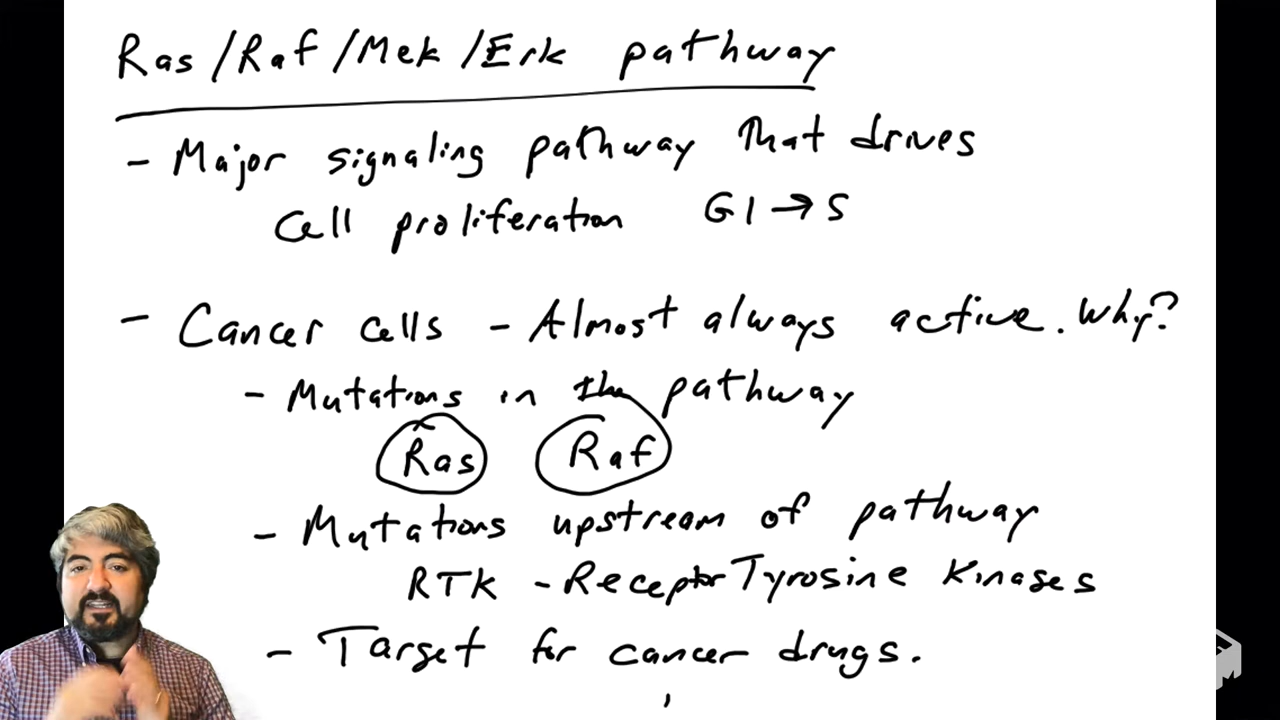 Ras/Raf/Mek/Erk pathway
- Major signaling pathway that drives
Cell proliferation G1→S
- Cancer cells - Almost always active. Why?
- Mutations in the pathway
Ras Raf
- Mutations upstream of pathway
RTK - Receptor Tyrosine Kinases
- Target for cancer drugs.